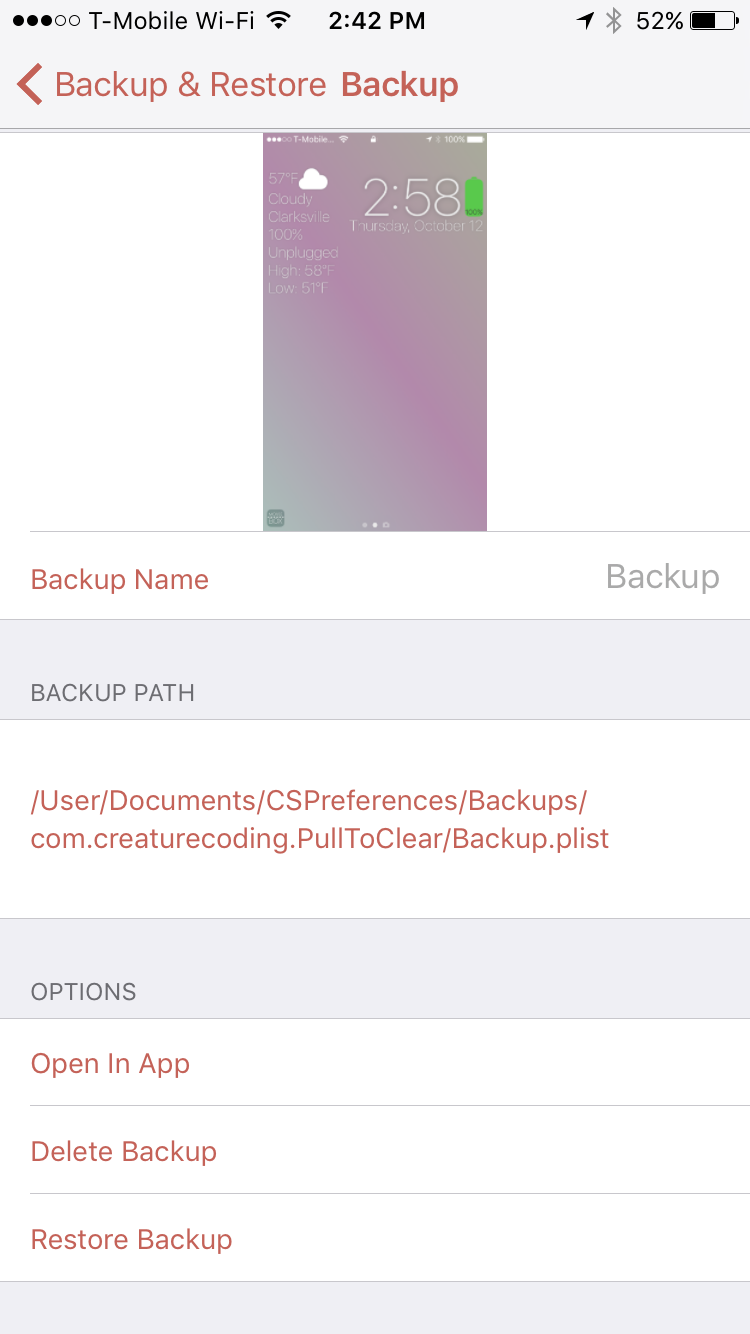 T-Mobile Wi-Fi 2:42 PM 52%
Backup & Restore Backup
T-Mobile... 100%
57°F
2:58
Cloudy
100%
Clarksville
Thursday, October 12
100%
Unplugged
High: 58°F
Low: 51°F
Backup Name Backup
BACKUP PATH
/User/Documents/CSPreferences/Backups/
com.creaturecoding.PullToClear/Backup.plist
OPTIONS
Open In App
Delete Backup
Restore Backup